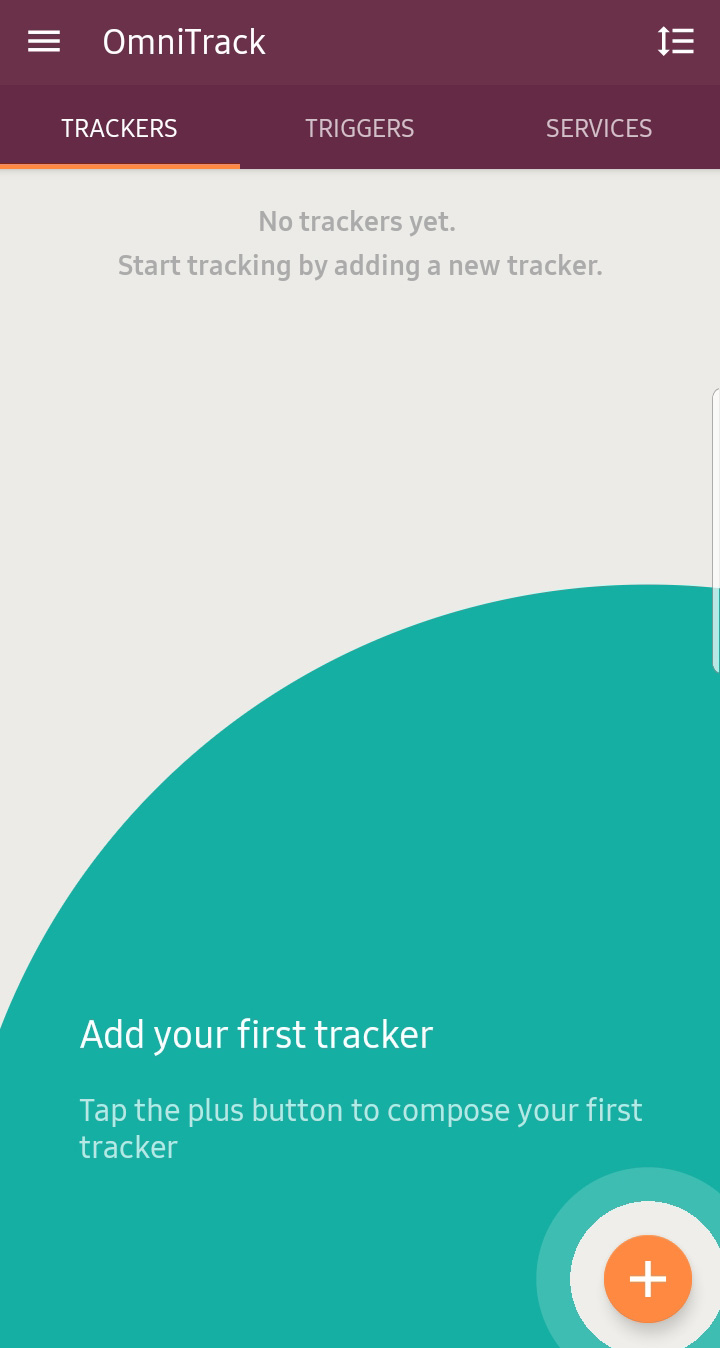 OmniTrack
TRACKERS
TRIGGERS
SERVICES
No trackers yet.
Start tracking by adding a new tracker.
Add your first tracker
Tap the plus button to compose your first
tracker